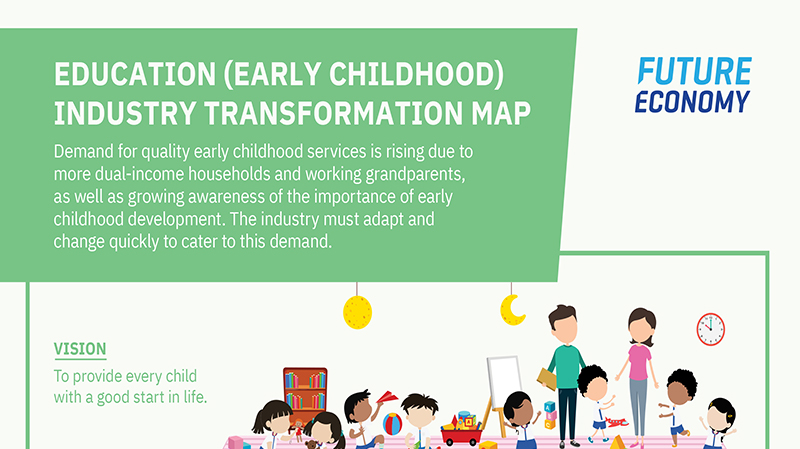 EDUCATION (EARLY CHILDHOOD)
INDUSTRY TRANSFORMATION MAP
Demand for quality early childhood services is rising due to
more dual-income households and working grandparents,
as well as growing awareness of the importance of early
childhood development. The industry must adapt and
change quickly to cater to this demand.
FUTURE
ECONOMY
VISION
To provide every child
with a good start in life.